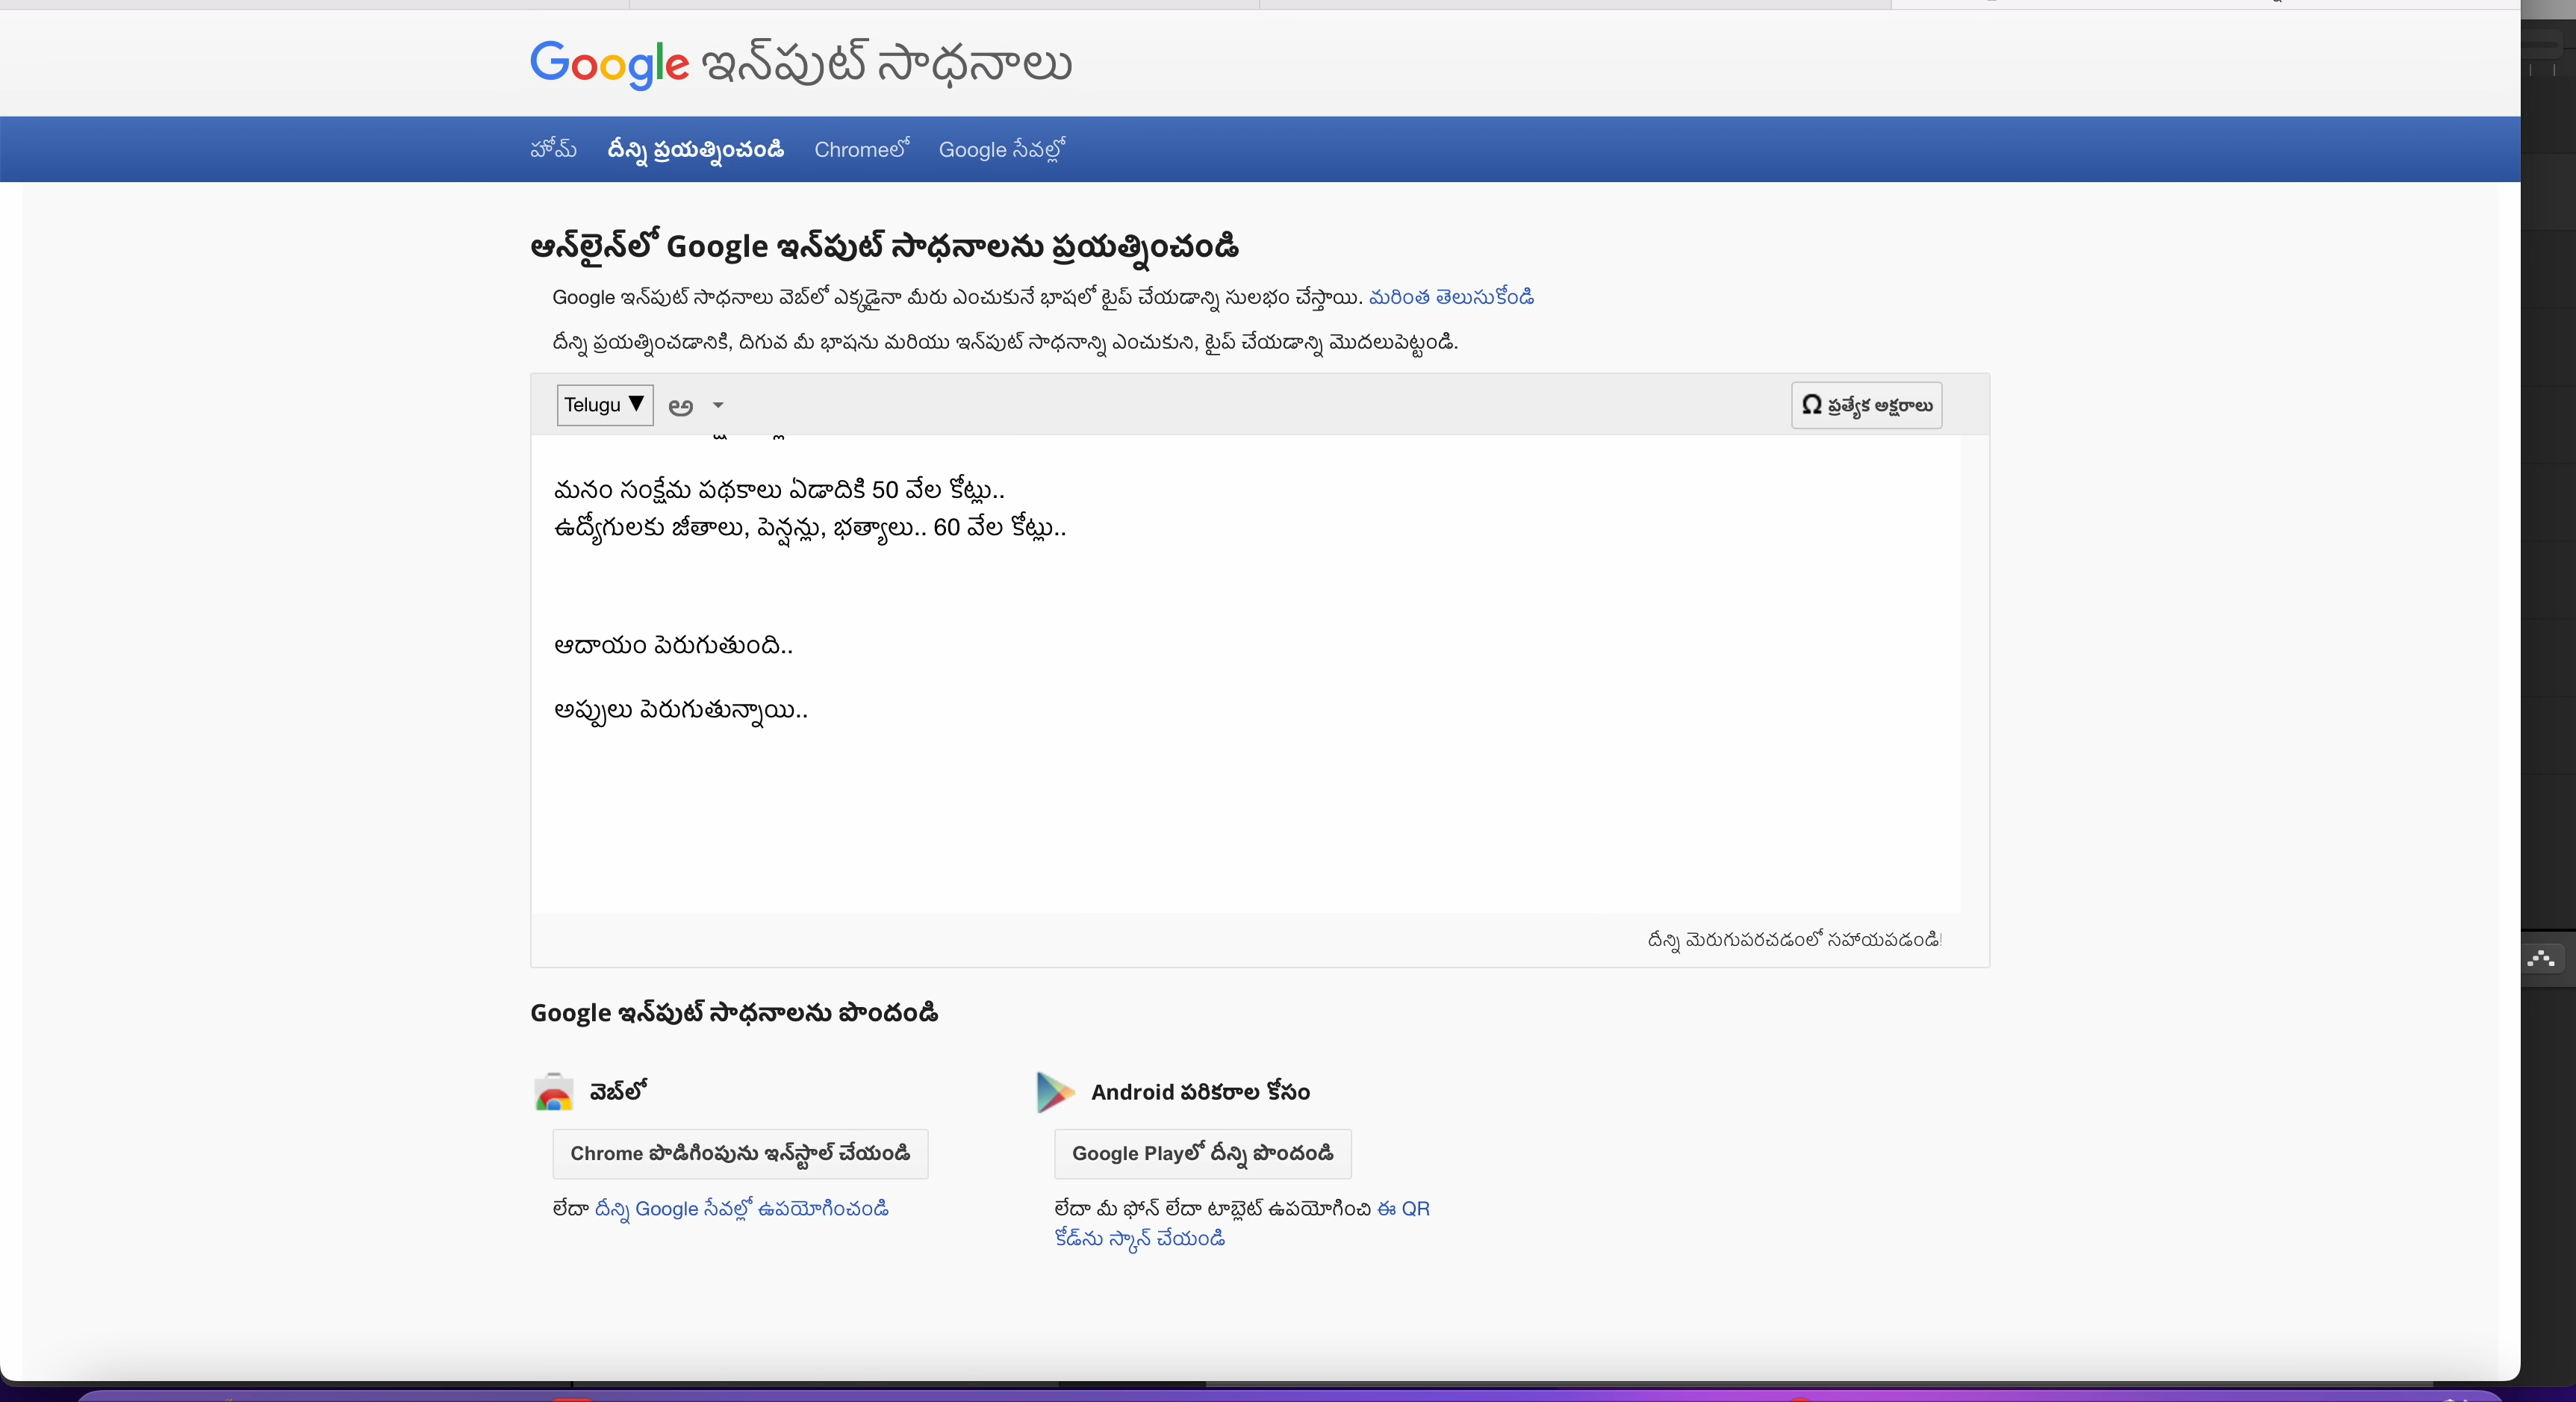 Google ఇన్‌పుట్ సాధనాలు
హోమ్ దీన్ని ప్రయత్నించండి Chromeలో Google సేవల్లో
ఆన్‌లైన్‌లో Google ఇన్‌పుట్ సాధనాలను ప్రయత్నించండి
Google ఇన్‌పుట్ సాధనాలు వెబ్‌లో ఎక్కడైనా మీరు ఎంచుకునే భాషలో టైప్ చేయడాన్ని సులభం చేస్తాయి. మరింత తెలుసుకోండి
దీన్ని ప్రయత్నించడానికి, దిగువ మీ భాషను మరియు ఇన్‌పుట్ సాధనాన్ని ఎంచుకుని, టైప్ చేయడాన్ని మొదలుపెట్టండి.
Telugu ▼ అ Ω ప్రత్యేక అక్షరాలు
మనం సంక్షేమ పథకాలు ఏడాదికి 50 వేల కోట్లు..
ఉద్యోగులకు జీతాలు, పెన్షన్లు, భత్యాలు.. 60 వేల కోట్లు..
ఆదాయం పెరుగుతుంది..
అప్పులు పెరుగుతున్నాయి..
దీన్ని మెరుగుపరచడంలో సహాయపడండి!
Google ఇన్‌పుట్ సాధనాలను పొందండి
వెబ్‌లో
Android పరికరాల కోసం
Chrome పొడిగింపును ఇన్‌స్టాల్ చేయండి
Google Playలో దీన్ని పొందండి
లేదా దీన్ని Google సేవల్లో ఉపయోగించండి
లేదా మీ ఫోన్ లేదా టాబ్లెట్ ఉపయోగించి ఈ QR
కోడ్‌ను స్కాన్ చేయండి